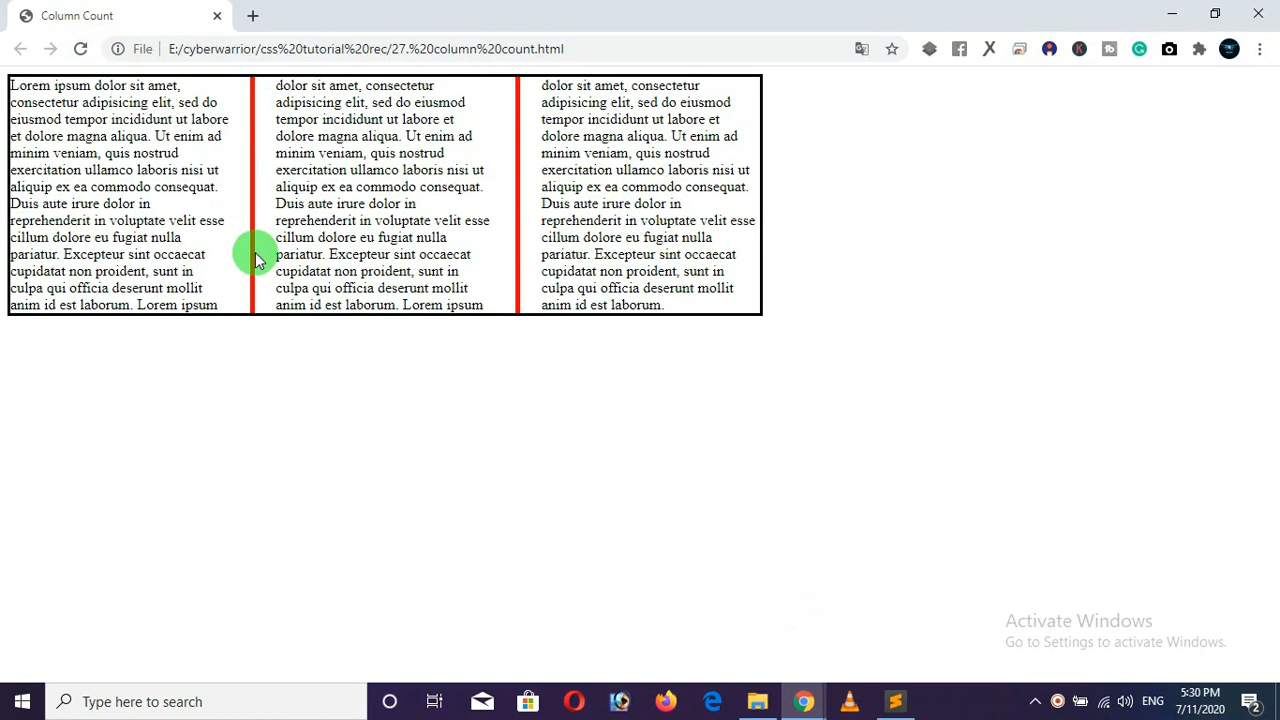 Column Count
File
E:/cyberwarrior/css%20tutorial%20rec/27.%20column%20count.html
Lorem ipsum dolor sit amet,
consectetur adipisicing elit, sed do
eiusmod tempor incididunt ut labore
et dolore magna aliqua. Ut enim ad
minim veniam, quis nostrud
exercitation ullamco laboris nisi ut
aliquip ex ea commodo consequat.
Duis aute irure dolor in
reprehenderit in voluptate velit esse
cillum dolore eu fugiat nulla
pariatur. Excepteur sint occaecat
cupidatat non proident, sunt in
culpa qui officia deserunt mollit
anim id est laborum. Lorem ipsum
dolor sit amet, consectetur
adipisicing elit, sed do eiusmod
tempor incididunt ut labore et
dolore magna aliqua. Ut enim ad
minim veniam, quis nostrud
exercitation ullamco laboris nisi ut
aliquip ex ea commodo consequat.
Duis aute irure dolor in
reprehenderit in voluptate velit esse
cillum dolore eu fugiat nulla
pariatur. Excepteur sint occaecat
cupidatat non proident, sunt in
culpa qui officia deserunt mollit
anim id est laborum. Lorem ipsum
dolor sit amet, consectetur
adipisicing elit, sed do eiusmod
tempor incididunt ut labore et
dolore magna aliqua. Ut enim ad
minim veniam, quis nostrud
exercitation ullamco laboris nisi ut
aliquip ex ea commodo consequat.
Duis aute irure dolor in
reprehenderit in voluptate velit esse
cillum dolore eu fugiat nulla
pariatur. Excepteur sint occaecat
cupidatat non proident, sunt in
culpa qui officia deserunt mollit
anim id est laborum.
Activate Windows
Go to Settings to activate Windows.
Type here to search
ENG
5:30 PM
7/11/2020
2